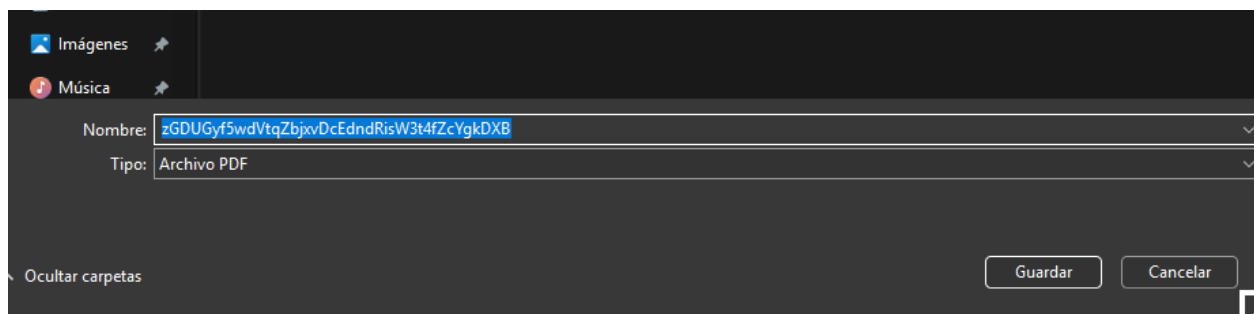 Imágenes
Música
Nombre: zGDUGyf5wdVtqZbjxvDcEdndRisW3t4fZcYgkDXB
Tipo: Archivo PDF
Ocultar carpetas
Guardar Cancelar